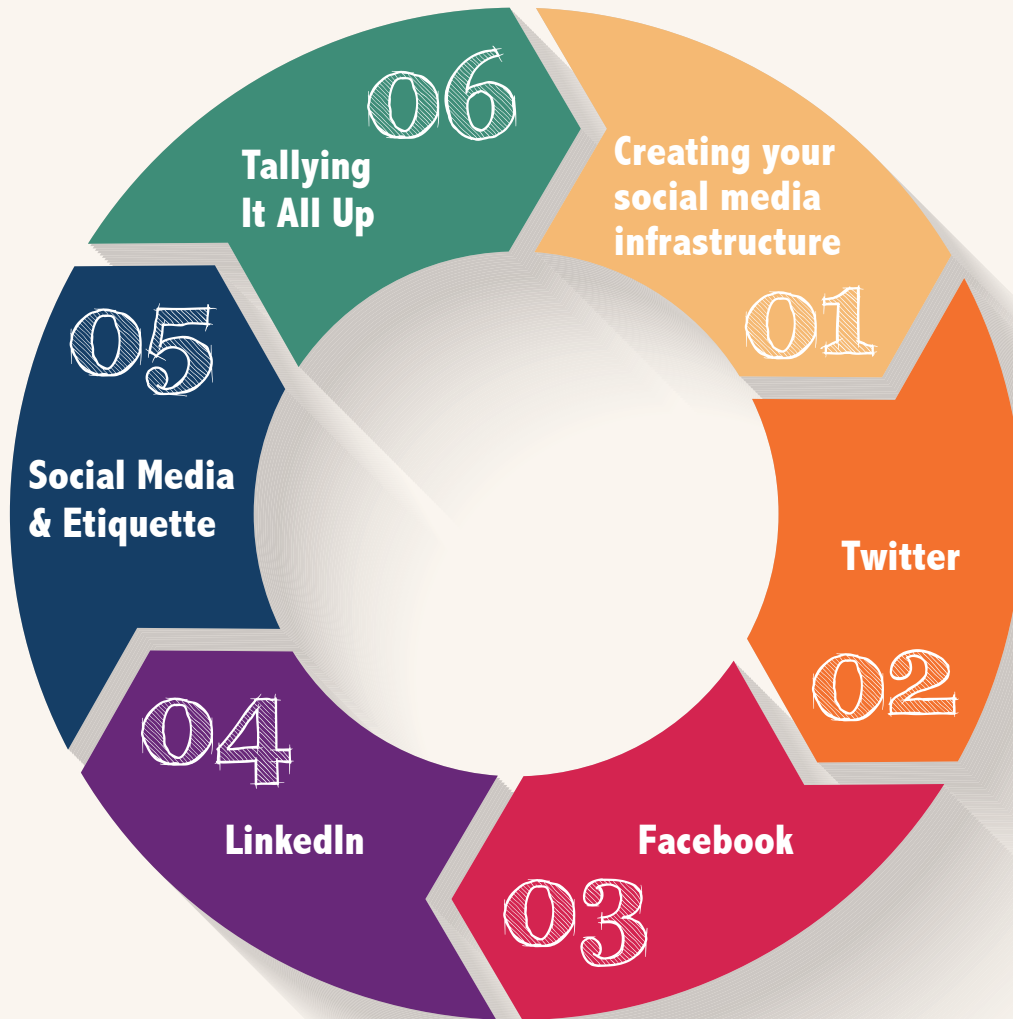 Creating your
social media
infrastructure
01
Twitter
02
Facebook
03
LinkedIn
04
05
Social Media
& Etiquette
06
Tallying
It All Up